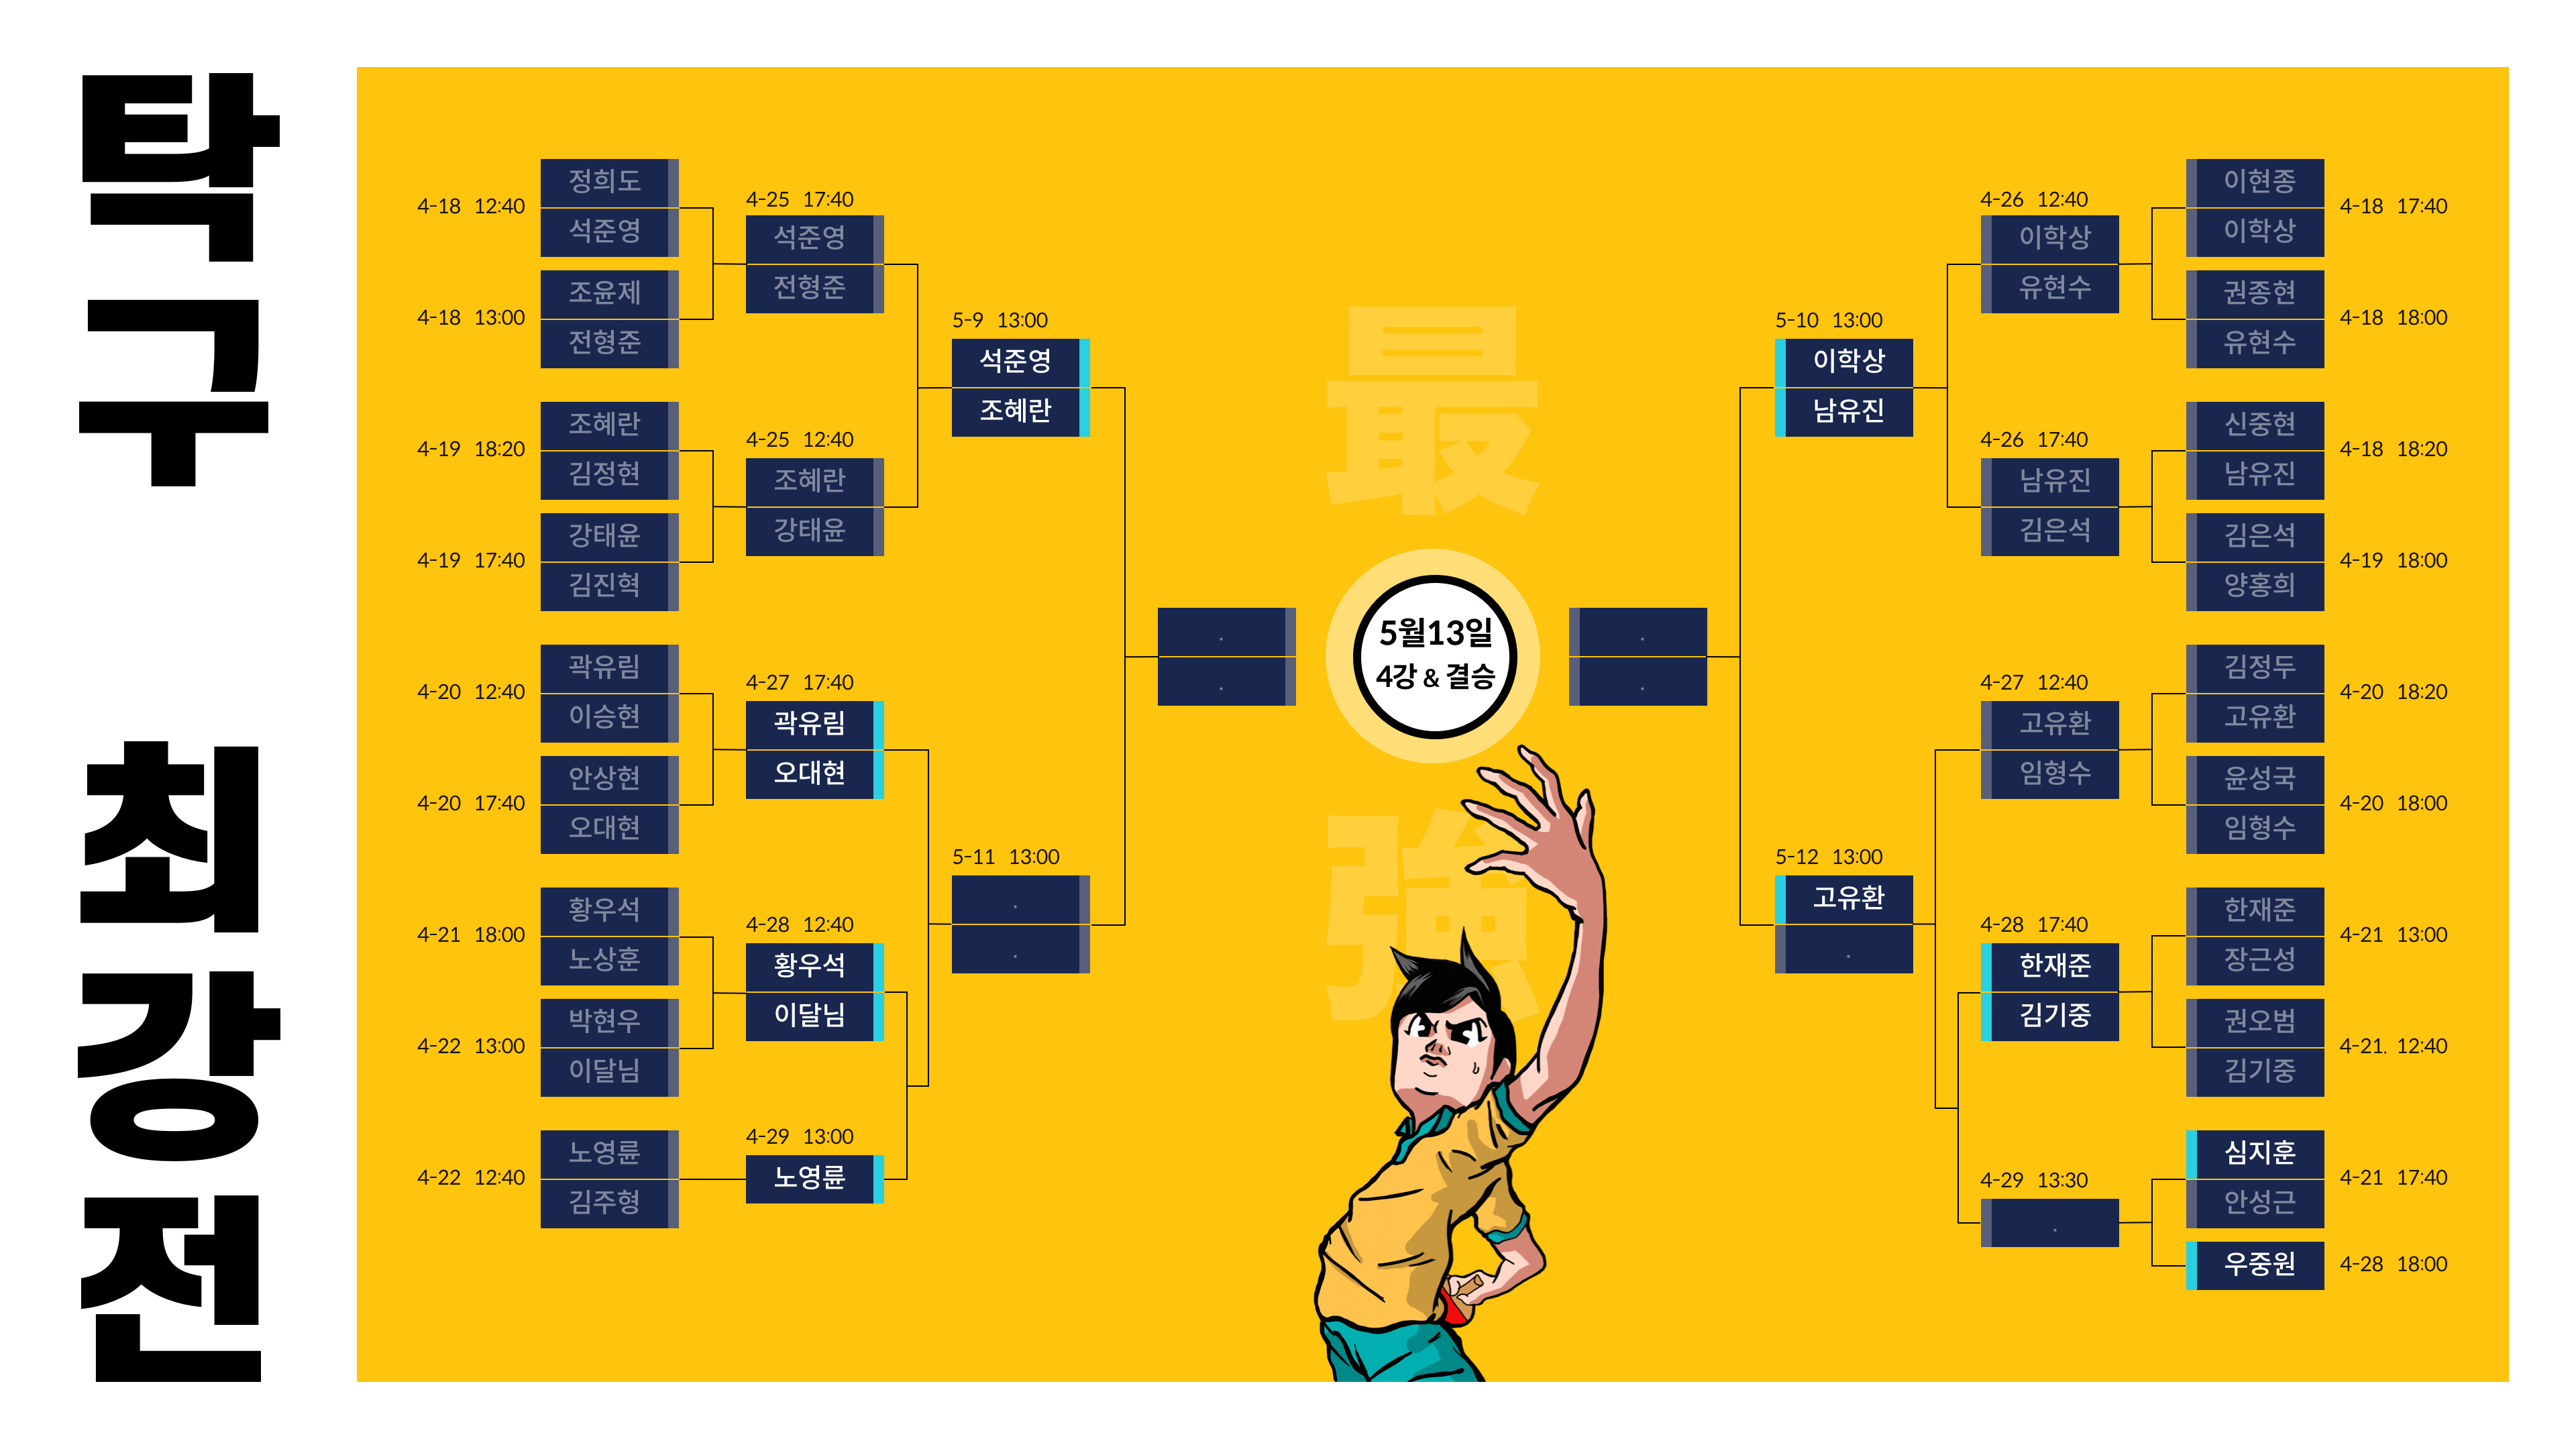 탁구 최강전
4-18 12:40
정희도
석준영
4-18 13:00
조윤제
전형준
4-19 18:20
조혜란
김정현
4-19 17:40
강태윤
김진혁
4-20 12:40
곽유림
이승현
4-20 17:40
안상현
오대현
4-21 18:00
황우석
노상훈
4-22 13:00
박현우
이달님
4-22 12:40
노영륜
김주형
4-25 17:40
석준영
전형준
4-25 12:40
조혜란
강태윤
4-27 17:40
곽유림
오대현
4-28 12:40
황우석
이달님
4-29 13:00
노영륜
5-9 13:00
석준영
조혜란
5-11 13:00
.
.
.
.
最
5월13일
4강 & 결승
強
.
.
5-10 13:00
이학상
남유진
5-12 13:00
고유환
.
4-26 12:40
이학상
유현수
4-26 17:40
남유진
김은석
4-27 12:40
고유환
임형수
4-28 17:40
한재준
김기중
4-29 13:30
.
이현종
이학상
4-18 17:40
권종현
유현수
4-18 18:00
신중현
남유진
4-18 18:20
김은석
양홍희
4-19 18:00
김정두
고유환
4-20 18:20
윤성국
임형수
4-20 18:00
한재준
장근성
4-21 13:00
권오범
김기중
4-21. 12:40
심지훈
안성근
4-21 17:40
우중원
4-28 18:00